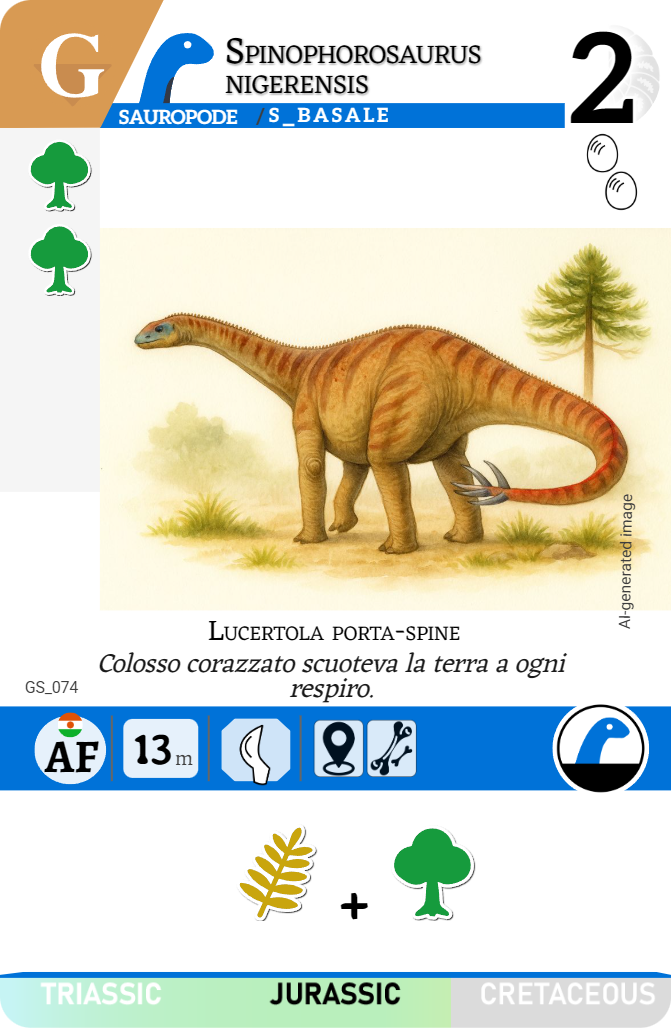 G
Spinophorosaurus
nigerensis
2
SAUROPODE / S_BASALE
AI-generated image
Lucertola porta-spine
Colosso corazzato scuoteva la terra a ogni
respiro.
GS_074
AF
13 m
+
TRIASSIC JURASSIC CRETACEOUS